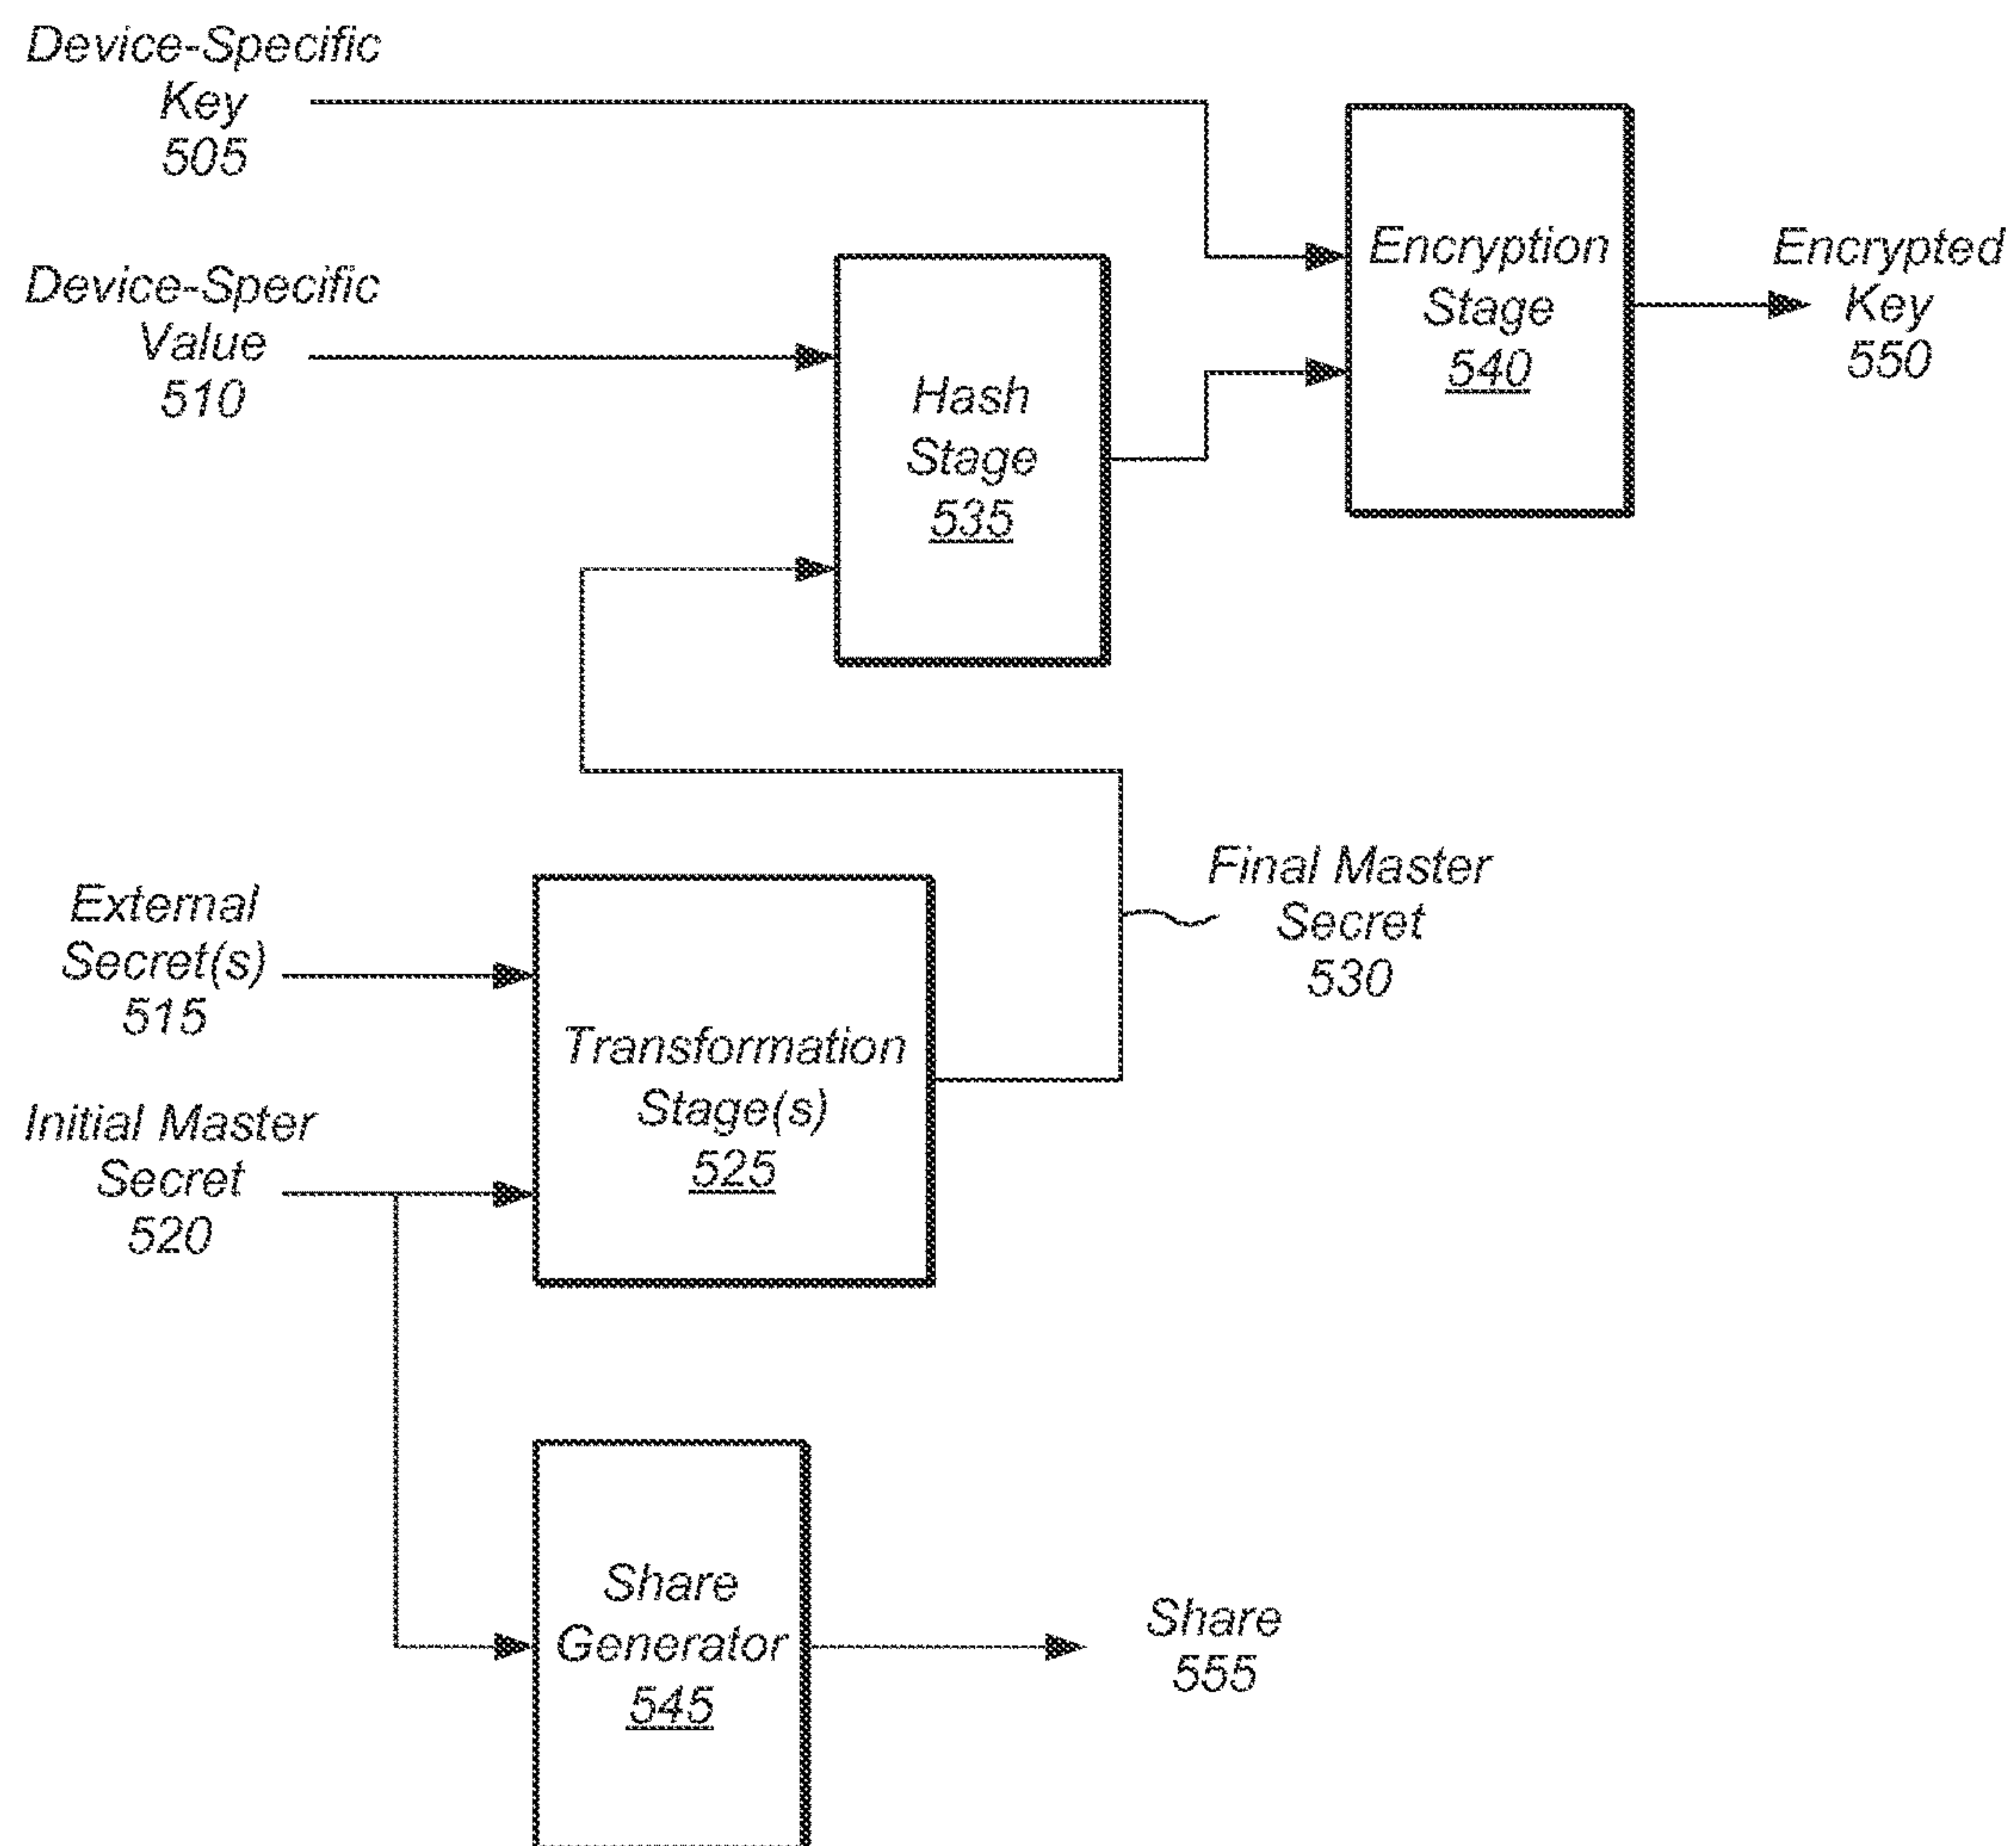 Device-Specific
Key
505
Device-Specific
Value
510
Hash
Stage
535
Encryption
Stage
540
Encrypted
Key
550
External
Secret(s)
515
Initial Master
Secret
520
Transformation
Stage(s)
525
Final Master
Secret
530
Share
Generator
545
Share
555